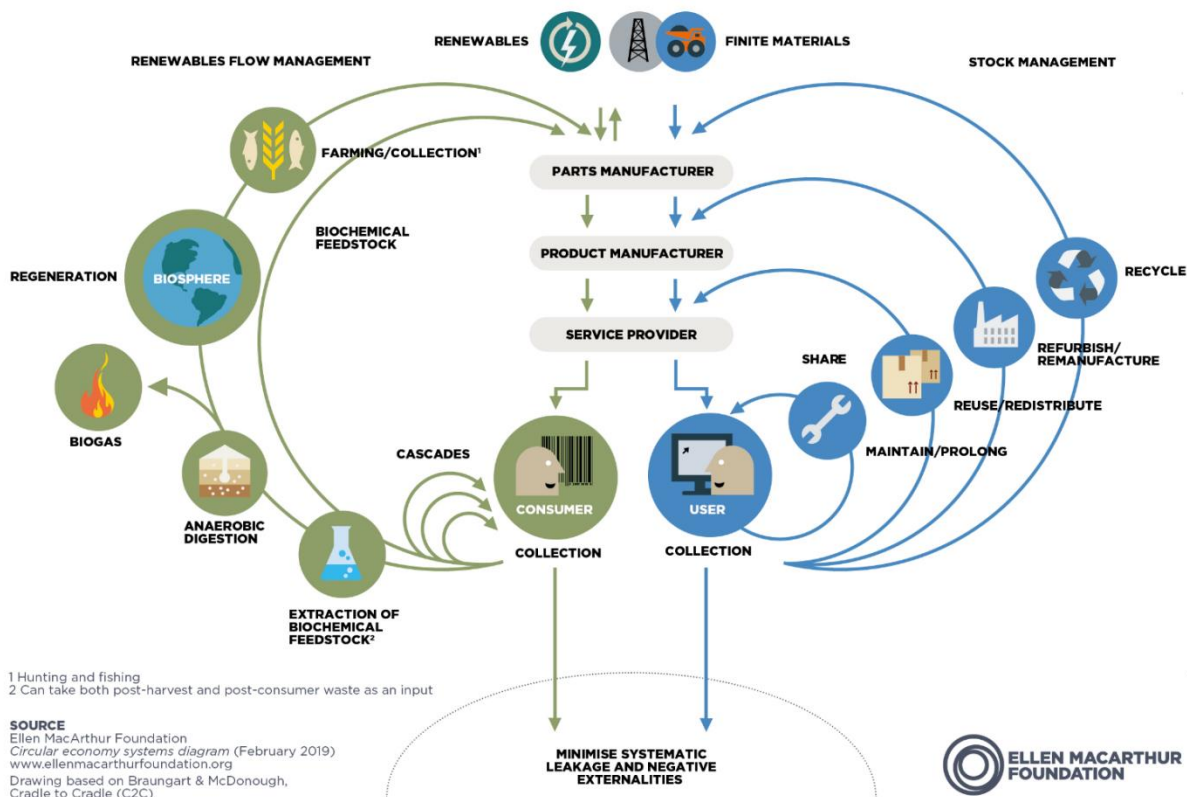 RENEWABLES
FINITE MATERIALS
RENEWABLES FLOW MANAGEMENT
STOCK MANAGEMENT
FARMING/COLLECTION¹
PARTS MANUFACTURER
BIOCHEMICAL
FEEDSTOCK
PRODUCT MANUFACTURER
REGENERATION
BIOSPHERE
RECYCLE
SERVICE PROVIDER
SHARE
REFURBISH/
REMANUFACTURE
REUSE/REDISTRIBUTE
BIOGAS
CASCADES
MAINTAIN/PROLONG
CONSUMER
USER
ANAEROBIC
DIGESTION
COLLECTION
COLLECTION
EXTRACTION OF
BIOCHEMICAL
FEEDSTOCK²
1 Hunting and fishing
2 Can take both post-harvest and post-consumer waste as an input
SOURCE
Ellen MacArthur Foundation
Circular economy systems diagram (February 2019)
www.ellenmacarthurfoundation.org
Drawing based on Braungart & McDonough,
Cradle to Cradle (C2C)
MINIMISE SYSTEMATIC
LEAKAGE AND NEGATIVE
EXTERNALITIES
ELLEN MACARTHUR
FOUNDATION